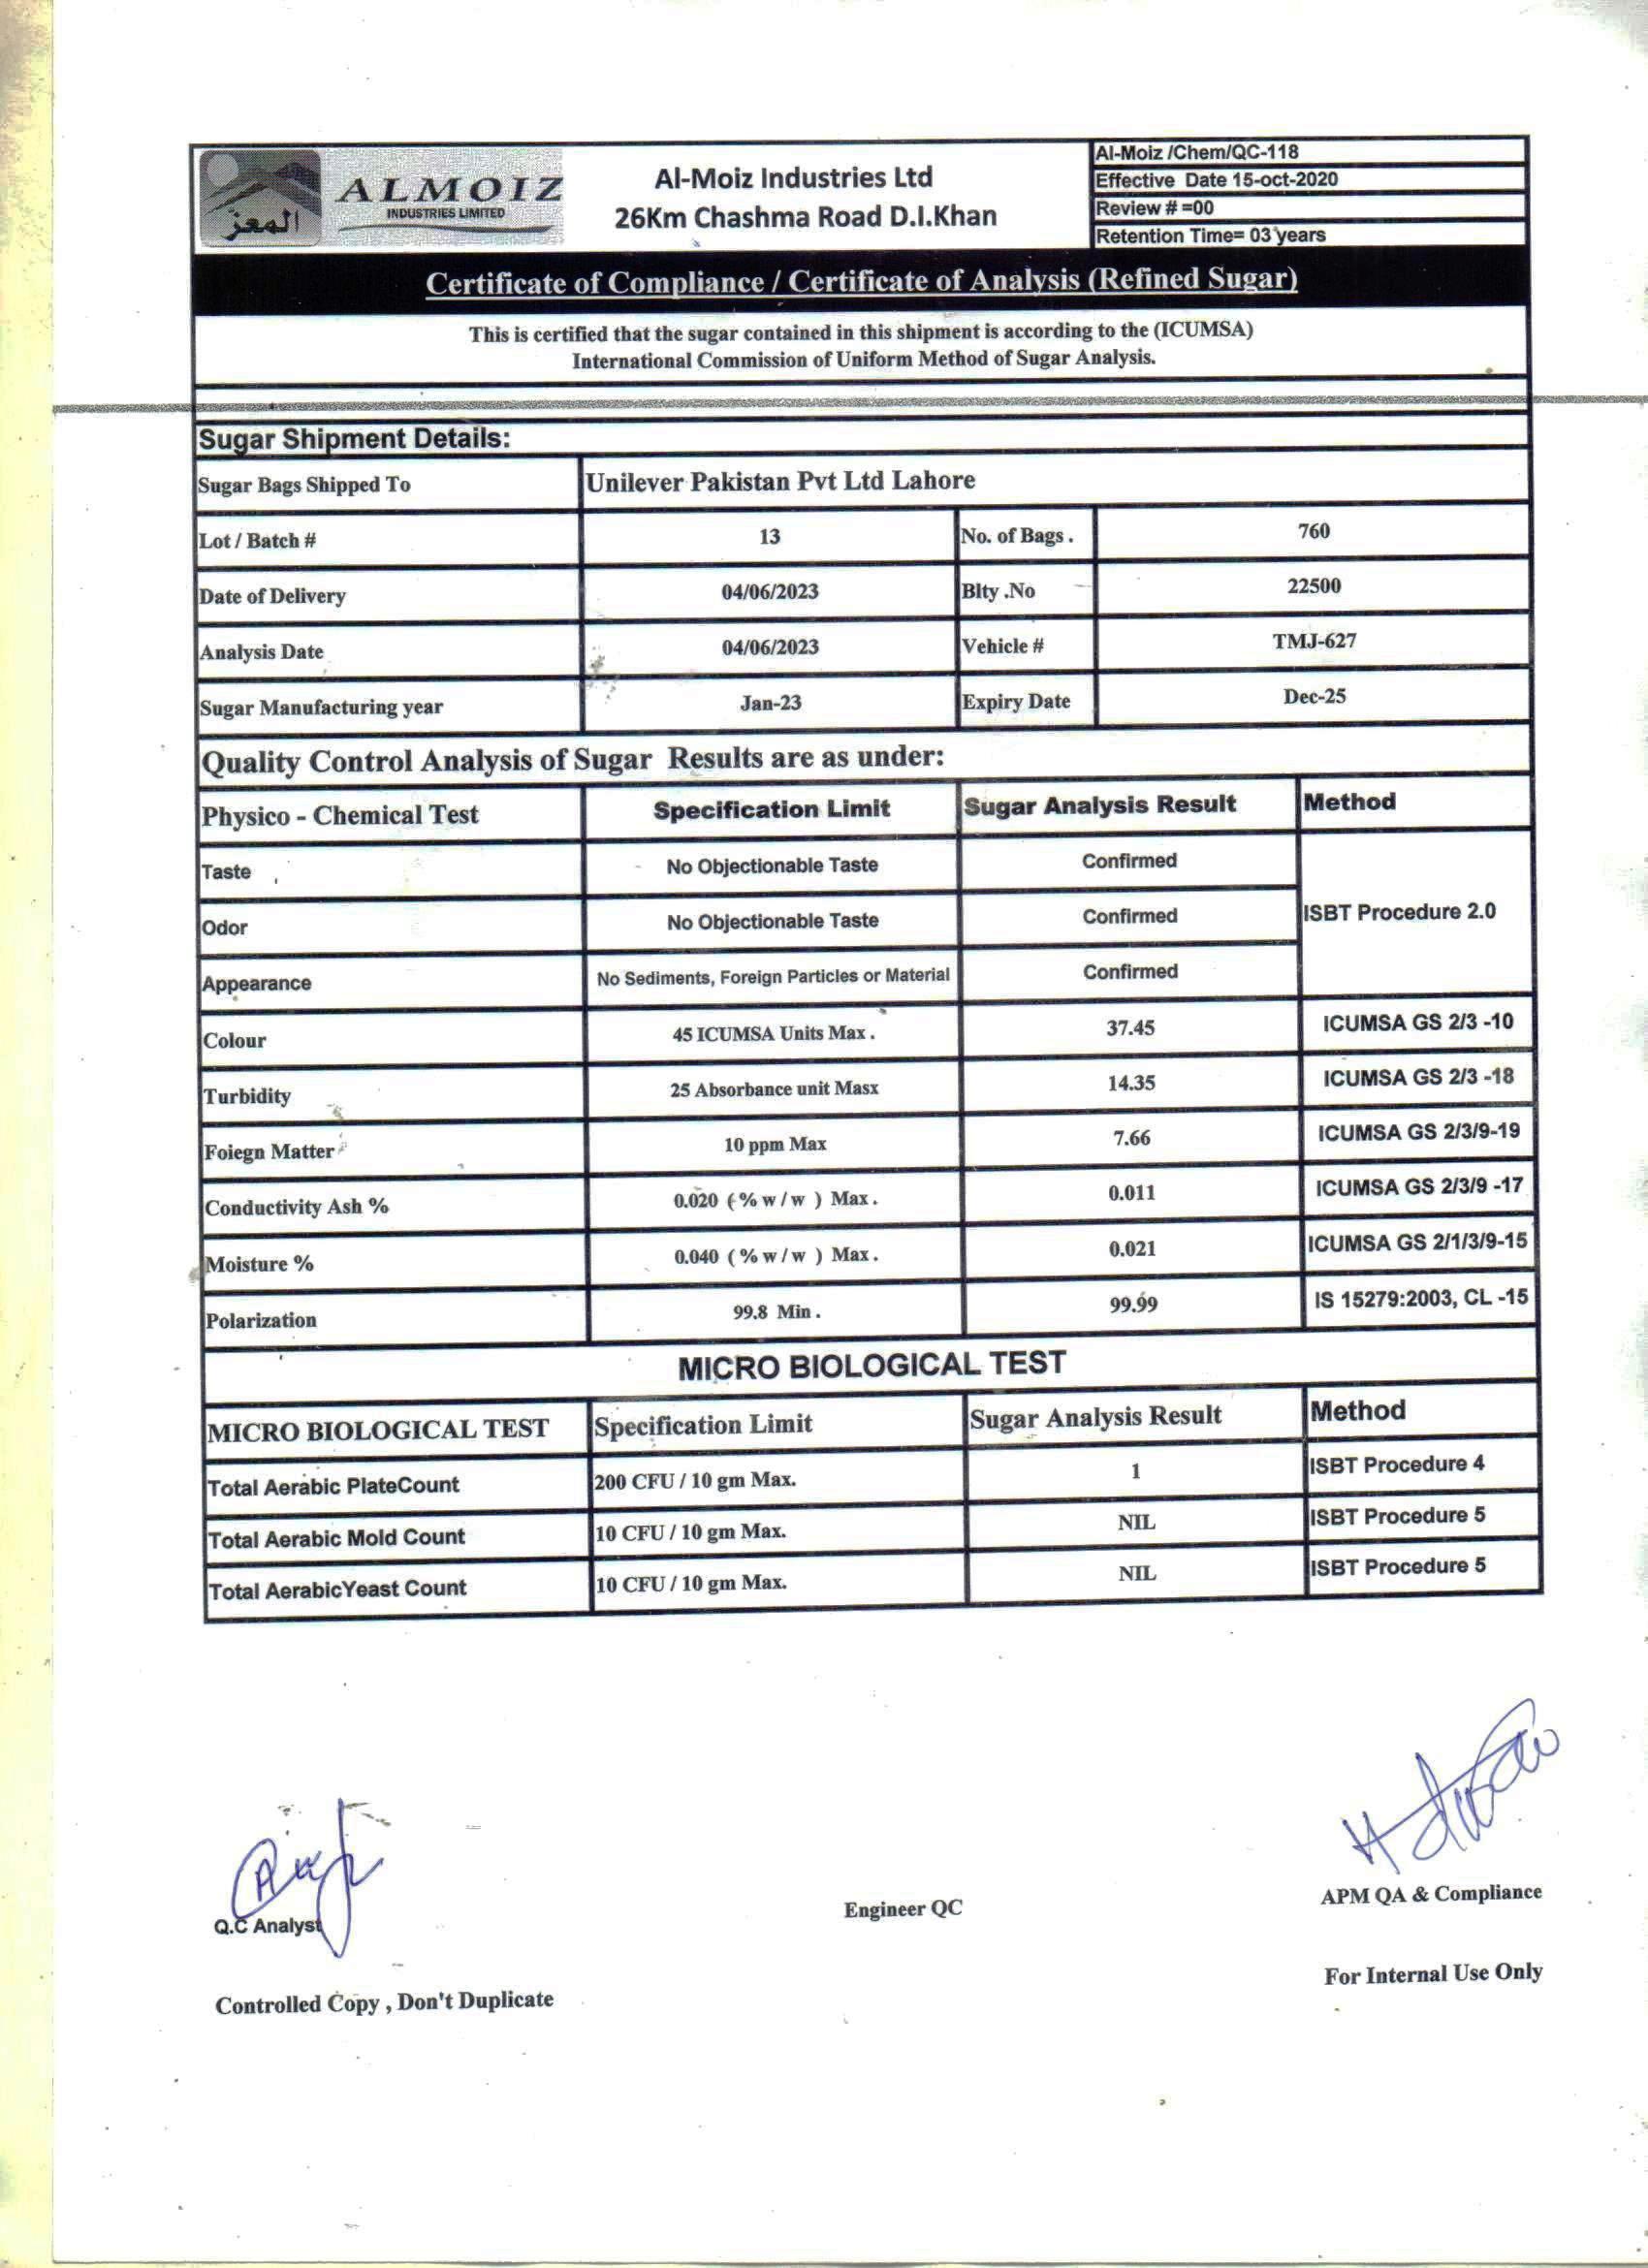 المعز
ALMOIZ
INDUSTRIES LIMITED
Al-Moiz Industries Ltd
26Km Chashma Road D.I.Khan
Al-Moiz /Chem/QC-118
Effective Date 15-oct-2020
Review # =00
Retention Time= 03 years
Certificate of Compliance / Certificate of Analysis (Refined Sugar)
This is certified that the sugar contained in this shipment is according to the (ICUMSA)
International Commission of Uniform Method of Sugar Analysis.
Sugar Shipment Details:
Sugar Bags Shipped To Unilever Pakistan Pvt Ltd Lahore
Lot / Batch # 13 No. of Bags . 760
Date of Delivery 04/06/2023 Blty .No 22500
Analysis Date 04/06/2023 Vehicle # TMJ-627
Sugar Manufacturing year Jan-23 Expiry Date Dec-25
Quality Control Analysis of Sugar Results are as under:
Physico - Chemical Test Specification Limit Sugar Analysis Result Method
Taste No Objectionable Taste Confirmed
Odor No Objectionable Taste Confirmed ISBT Procedure 2.0
Appearance No Sediments, Foreign Particles or Material Confirmed
Colour 45 ICUMSA Units Max . 37.45 ICUMSA GS 2/3 -10
Turbidity 25 Absorbance unit Masx 14.35 ICUMSA GS 2/3 -18
Foiegn Matter 10 ppm Max 7.66 ICUMSA GS 2/3/9-19
Conductivity Ash % 0.020 ( % w / w ) Max . 0.011 ICUMSA GS 2/3/9 -17
Moisture % 0.040 ( % w / w ) Max . 0.021 ICUMSA GS 2/1/3/9-15
Polarization 99.8 Min . 99.99 IS 15279:2003, CL -15
MICRO BIOLOGICAL TEST
MICRO BIOLOGICAL TEST Specification Limit Sugar Analysis Result Method
Total Aerabic PlateCount 200 CFU / 10 gm Max. 1 ISBT Procedure 4
Total Aerabic Mold Count 10 CFU / 10 gm Max. NIL ISBT Procedure 5
Total AerabicYeast Count 10 CFU / 10 gm Max. NIL ISBT Procedure 5
Q.C Analyst Engineer QC APM QA & Compliance
For Internal Use Only
Controlled Copy , Don't Duplicate